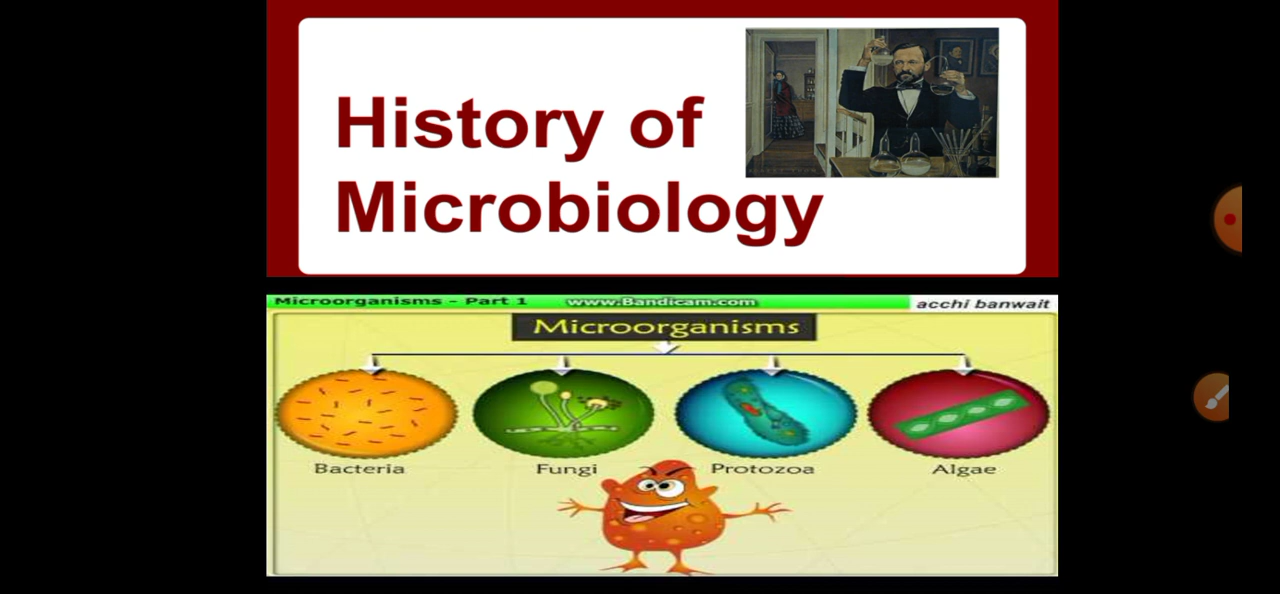 History of
Microbiology
Microorganisms - Part 1 www.Bandicam.com acchi banwait
Microorganisms
Bacteria Fungi Protozoa Algae